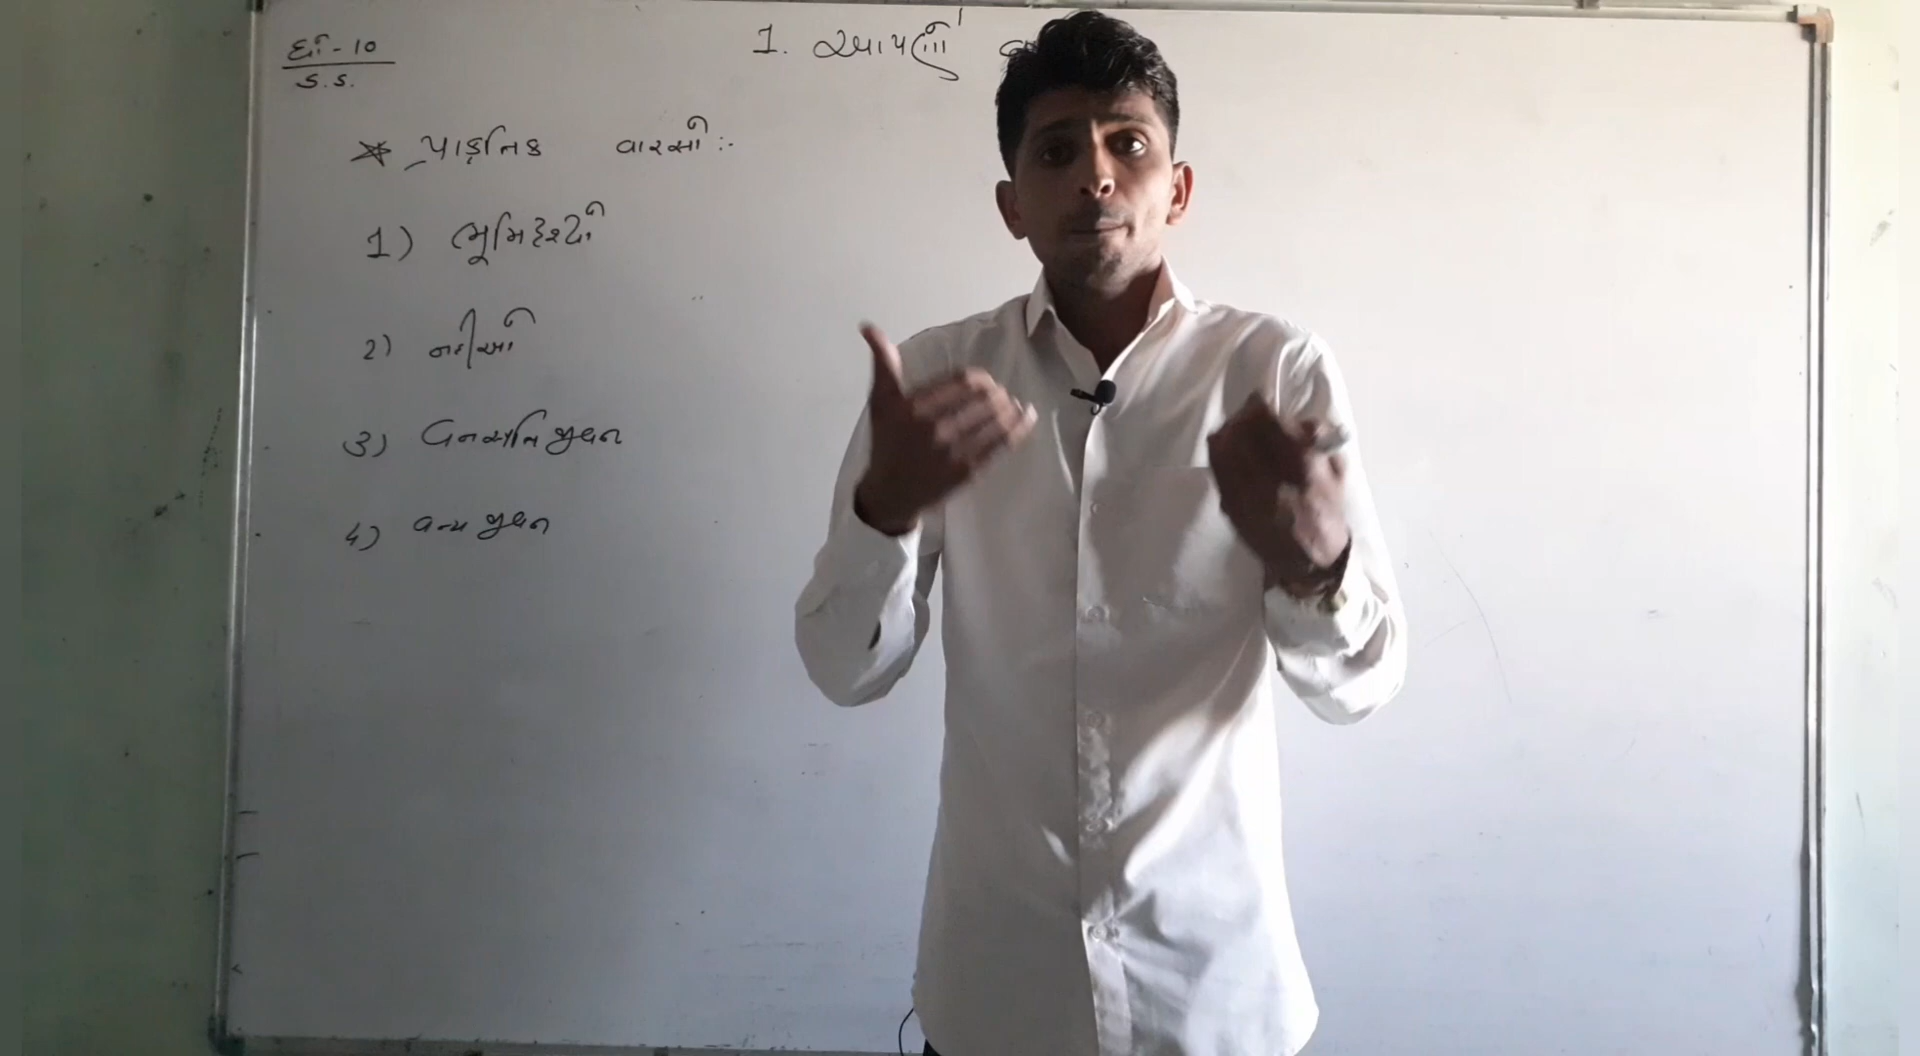 ધો-10
S.S.
1. આપણો
* પ્રાકૃતિક વારસો :-
1) ભૂમિદૃશ્યો
2) નદીઓ
3) વનસ્પતિજીવન
4) વન્ય જીવન